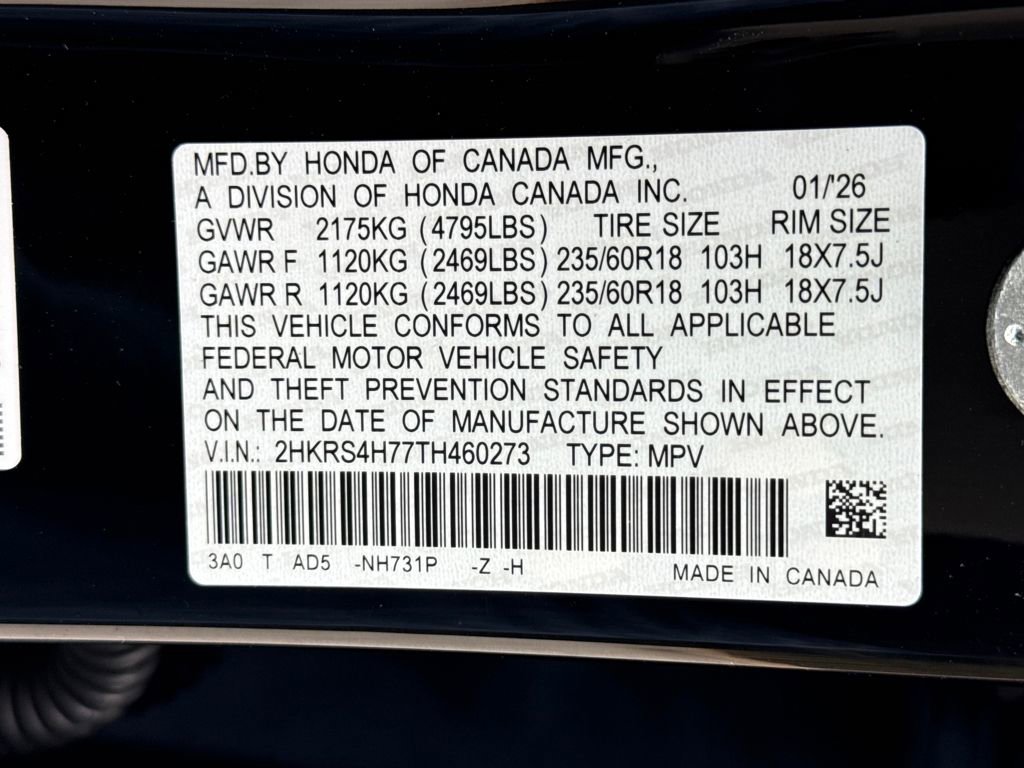 MFD.BY HONDA OF CANADA MFG.,
A DIVISION OF HONDA CANADA INC. 01/'26
GVWR 2175KG (4795LBS) TIRE SIZE RIM SIZE
GAWR F 1120KG (2469LBS) 235/60R18 103H 18X7.5J
GAWR R 1120KG (2469LBS) 235/60R18 103H 18X7.5J
THIS VEHICLE CONFORMS TO ALL APPLICABLE
FEDERAL MOTOR VEHICLE SAFETY
AND THEFT PREVENTION STANDARDS IN EFFECT
ON THE DATE OF MANUFACTURE SHOWN ABOVE.
V.I.N.: 2HKRS4H77TH460273 TYPE: MPV
3A0 T AD5 -NH731P -Z -H MADE IN CANADA